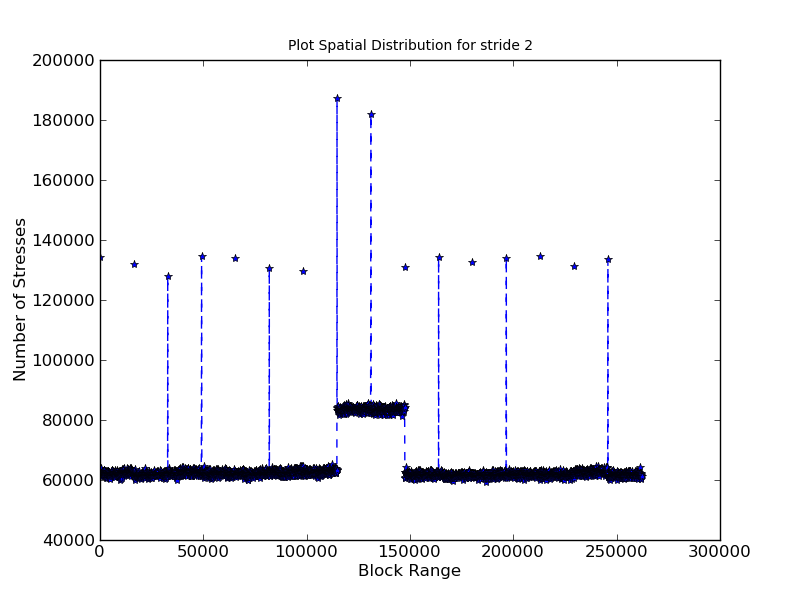 Plot Spatial Distribution for stride 2
200000
180000
160000
140000
120000
100000
80000
60000
40000
Number of Stresses
0 50000 100000 150000 200000 250000 300000
Block Range